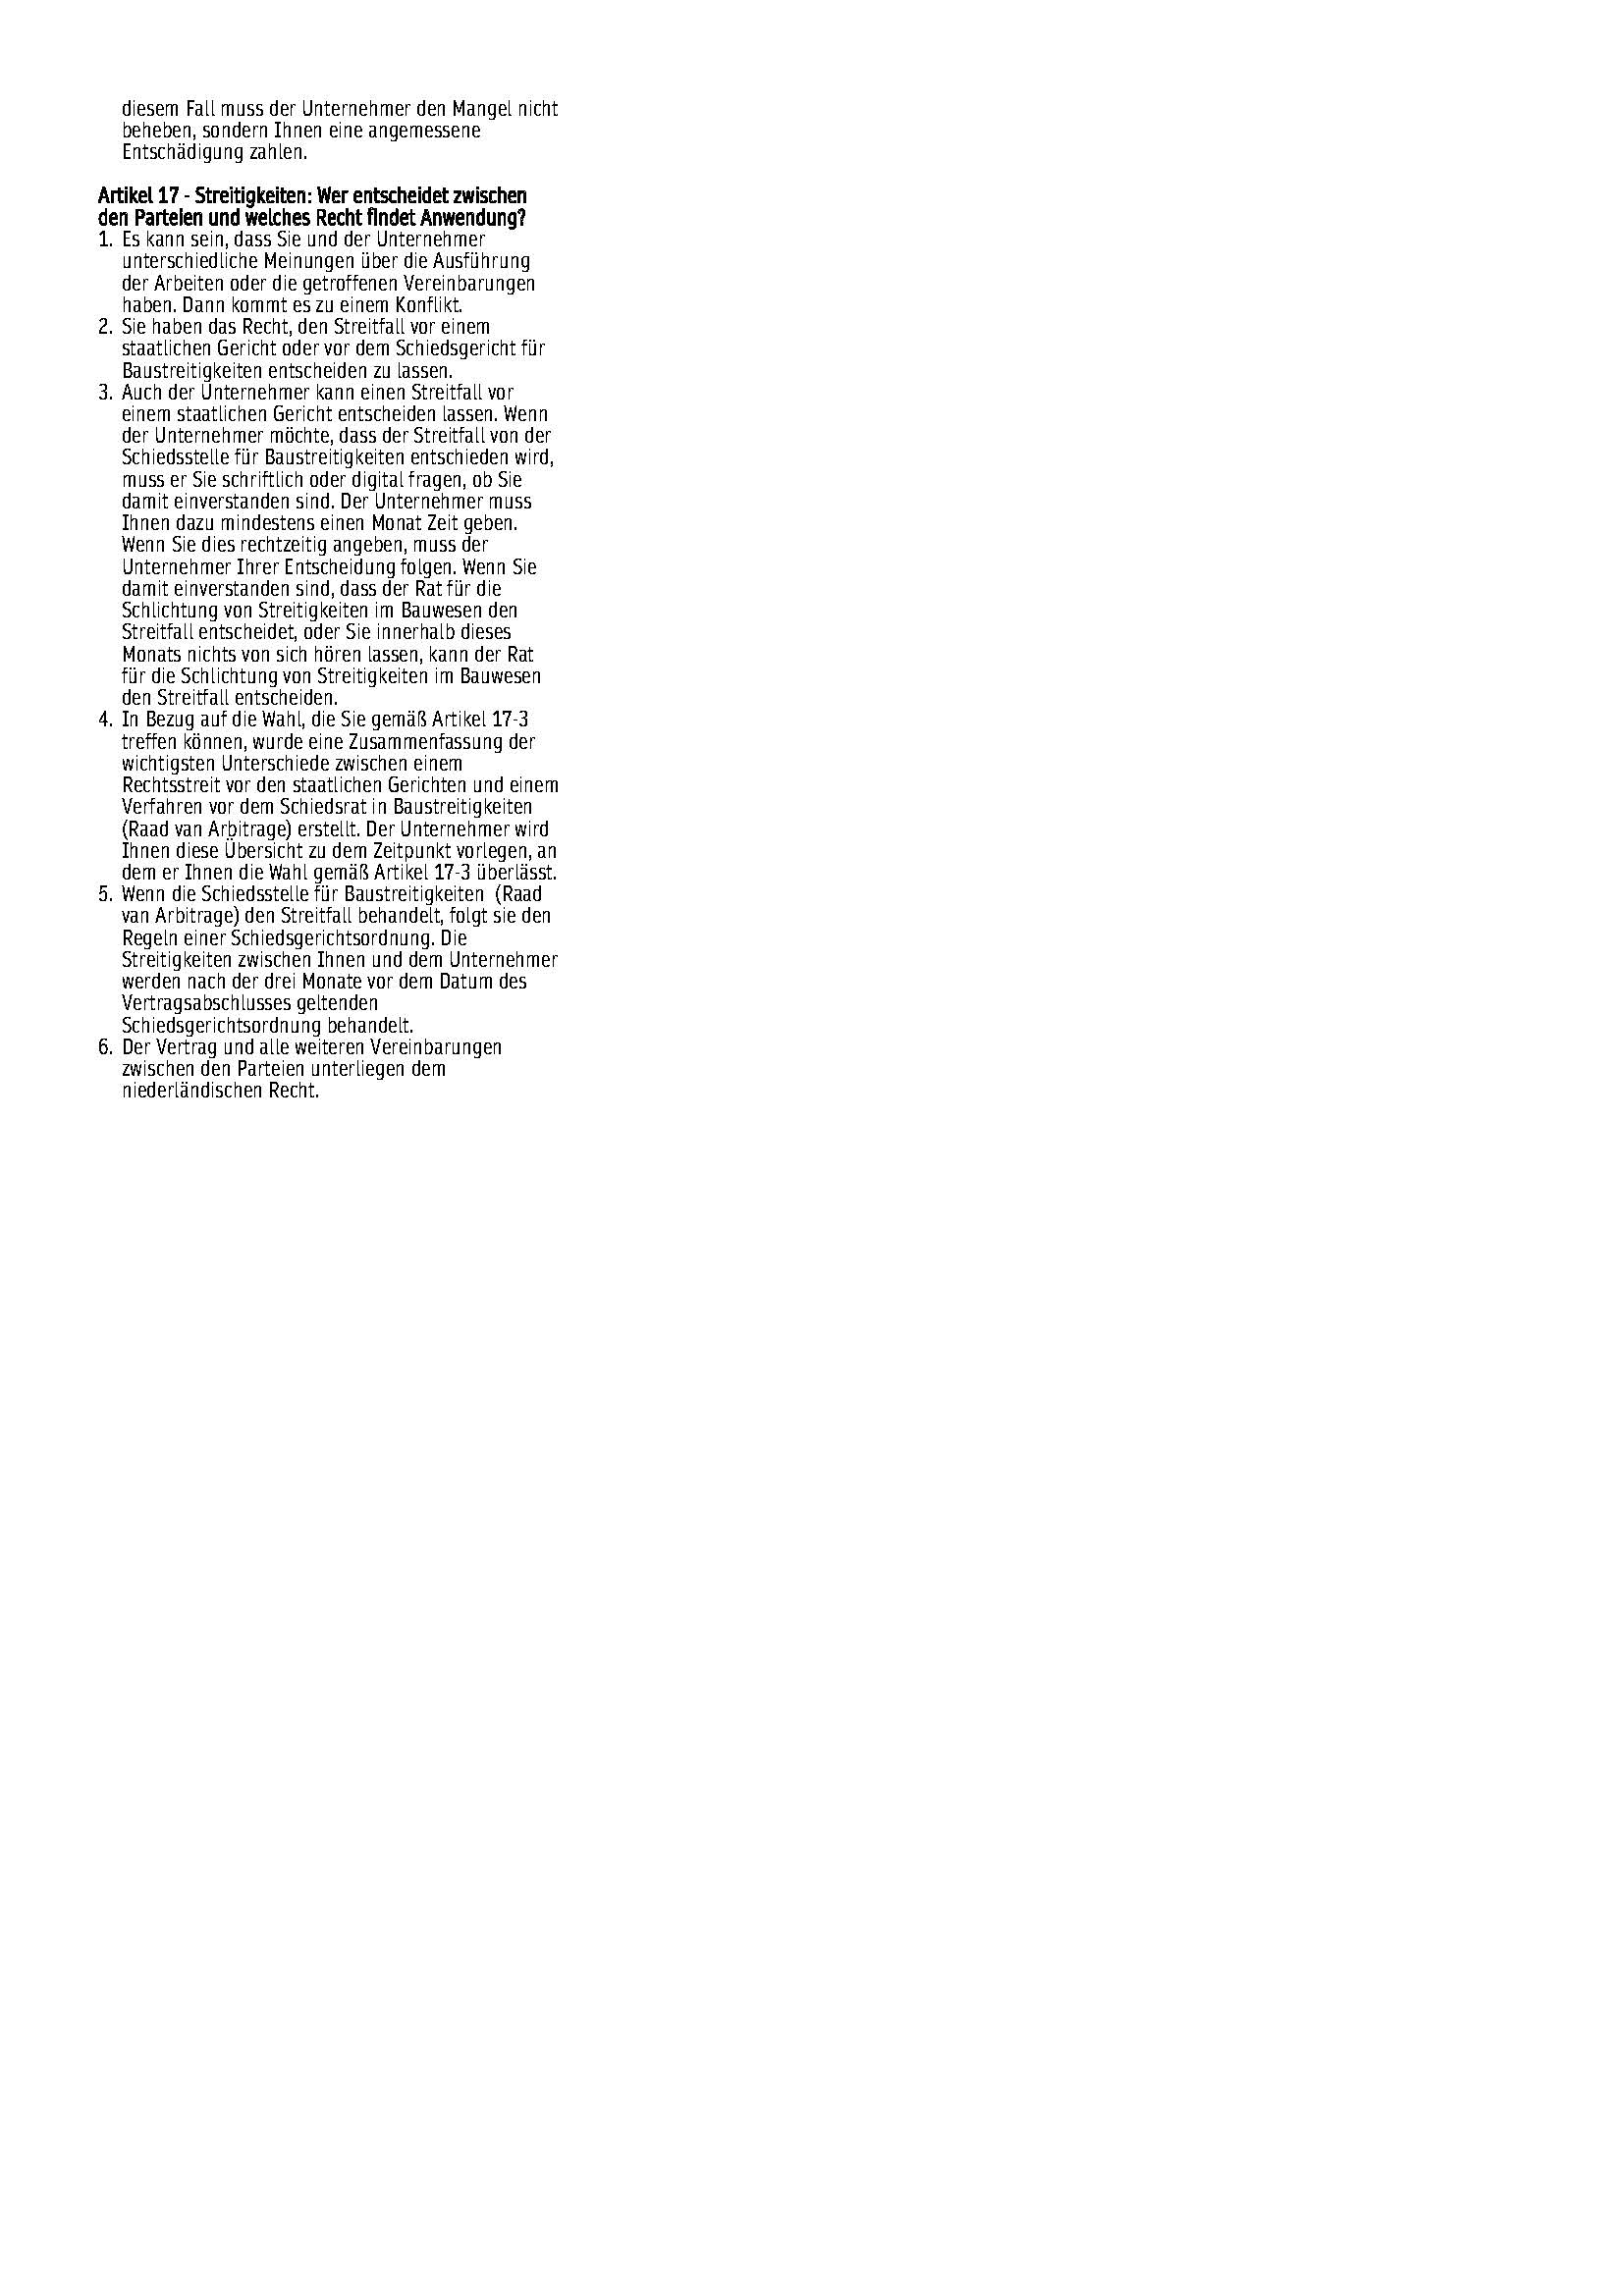 diesem Fall muss der Unternehmer den Mangel nicht
beheben, sondern Ihnen eine angemessene
Entschädigung zahlen.
Artikel 17 - Streitigkeiten: Wer entscheidet zwischen
den Parteien und welches Recht findet Anwendung?
1. Es kann sein, dass Sie und der Unternehmer
unterschiedliche Meinungen über die Ausführung
der Arbeiten oder die getroffenen Vereinbarungen
haben. Dann kommt es zu einem Konflikt.
2. Sie haben das Recht, den Streitfall vor einem
staatlichen Gericht oder vor dem Schiedsgericht für
Baustreitigkeiten entscheiden zu lassen.
3. Auch der Unternehmer kann einen Streitfall vor
einem staatlichen Gericht entscheiden lassen. Wenn
der Unternehmer möchte, dass der Streitfall von der
Schiedsstelle für Baustreitigkeiten entschieden wird,
muss er Sie schriftlich oder digital fragen, ob Sie
damit einverstanden sind. Der Unternehmer muss
Ihnen dazu mindestens einen Monat Zeit geben.
Wenn Sie dies rechtzeitig angeben, muss der
Unternehmer Ihrer Entscheidung folgen. Wenn Sie
damit einverstanden sind, dass der Rat für die
Schlichtung von Streitigkeiten im Bauwesen den
Streitfall entscheidet, oder Sie innerhalb dieses
Monats nichts von sich hören lassen, kann der Rat
für die Schlichtung von Streitigkeiten im Bauwesen
den Streitfall entscheiden.
4. In Bezug auf die Wahl, die Sie gemäß Artikel 17-3
treffen können, wurde eine Zusammenfassung der
wichtigsten Unterschiede zwischen einem
Rechtsstreit vor den staatlichen Gerichten und einem
Verfahren vor dem Schiedsrat in Baustreitigkeiten
(Raad van Arbitrage) erstellt. Der Unternehmer wird
Ihnen diese Übersicht zu dem Zeitpunkt vorlegen, an
dem er Ihnen die Wahl gemäß Artikel 17-3 überlässt.
5. Wenn die Schiedsstelle für Baustreitigkeiten  (Raad
van Arbitrage) den Streitfall behandelt, folgt sie den
Regeln einer Schiedsgerichtsordnung. Die
Streitigkeiten zwischen Ihnen und dem Unternehmer
werden nach der drei Monate vor dem Datum des
Vertragsabschlusses geltenden
Schiedsgerichtsordnung behandelt.
6. Der Vertrag und alle weiteren Vereinbarungen
zwischen den Parteien unterliegen dem
niederländischen Recht.